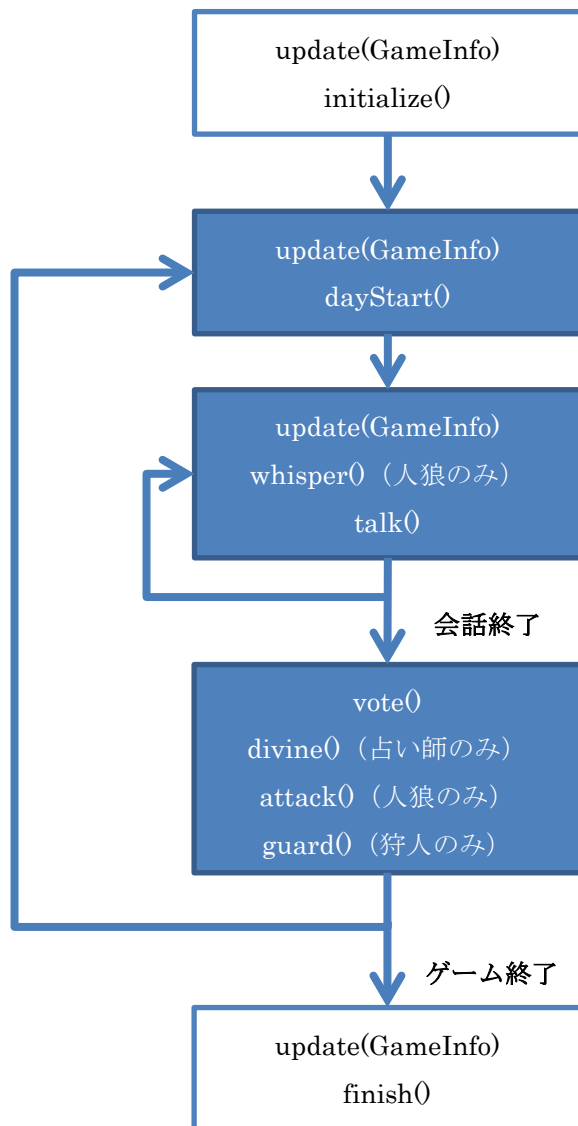 update(GameInfo)
initialize()
update(GameInfo)
dayStart()
update(GameInfo)
whisper()（人狼のみ）
talk()
会話終了
vote()
divine()（占い師のみ）
attack()（人狼のみ）
guard()（狩人のみ）
ゲーム終了
update(GameInfo)
finish()